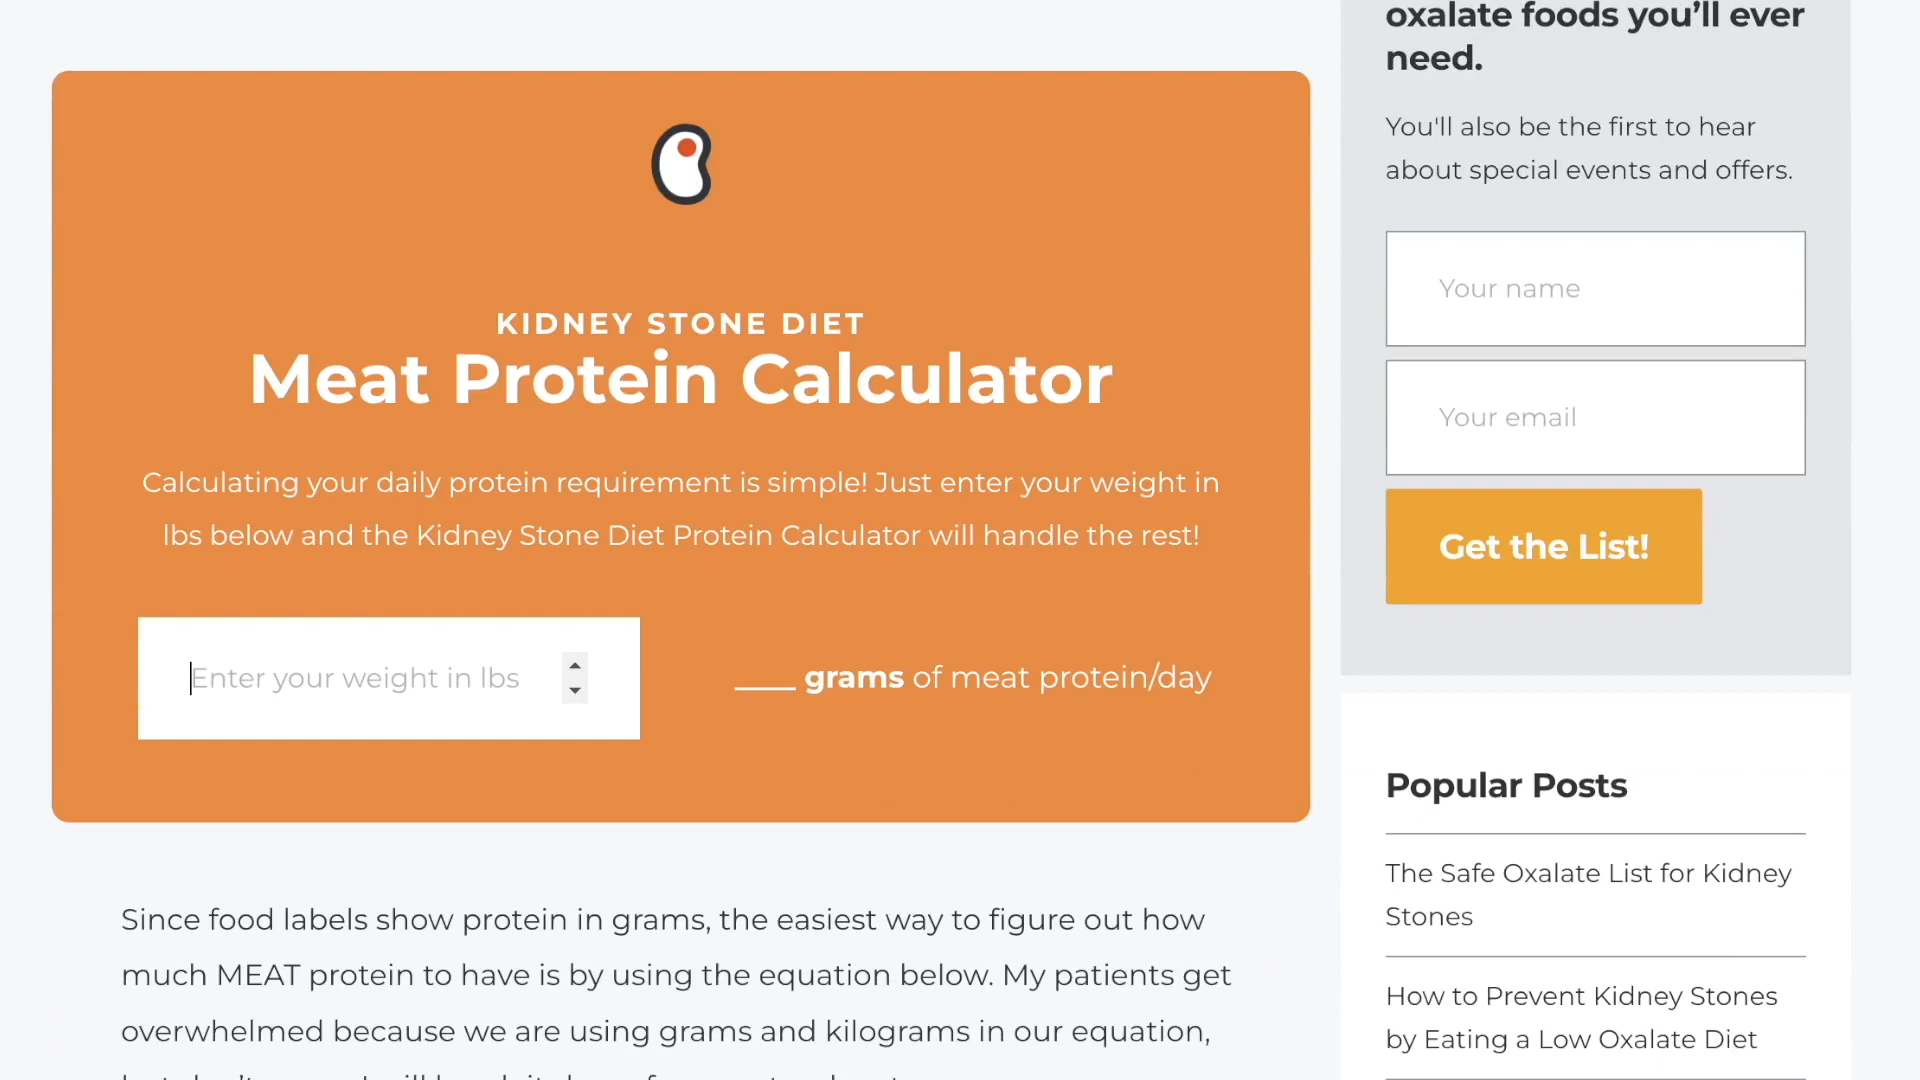 KIDNEY STONE DIET
Meat Protein Calculator
Calculating your daily protein requirement is simple! Just enter your weight in
lbs below and the Kidney Stone Diet Protein Calculator will handle the rest!
Enter your weight in lbs
____ grams of meat protein/day
Since food labels show protein in grams, the easiest way to figure out how
much MEAT protein to have is by using the equation below. My patients get
overwhelmed because we are using grams and kilograms in our equation,
oxalate foods you’ll ever
need.
You'll also be the first to hear
about special events and offers.
Your name
Your email
Get the List!
Popular Posts
The Safe Oxalate List for Kidney
Stones
How to Prevent Kidney Stones
by Eating a Low Oxalate Diet